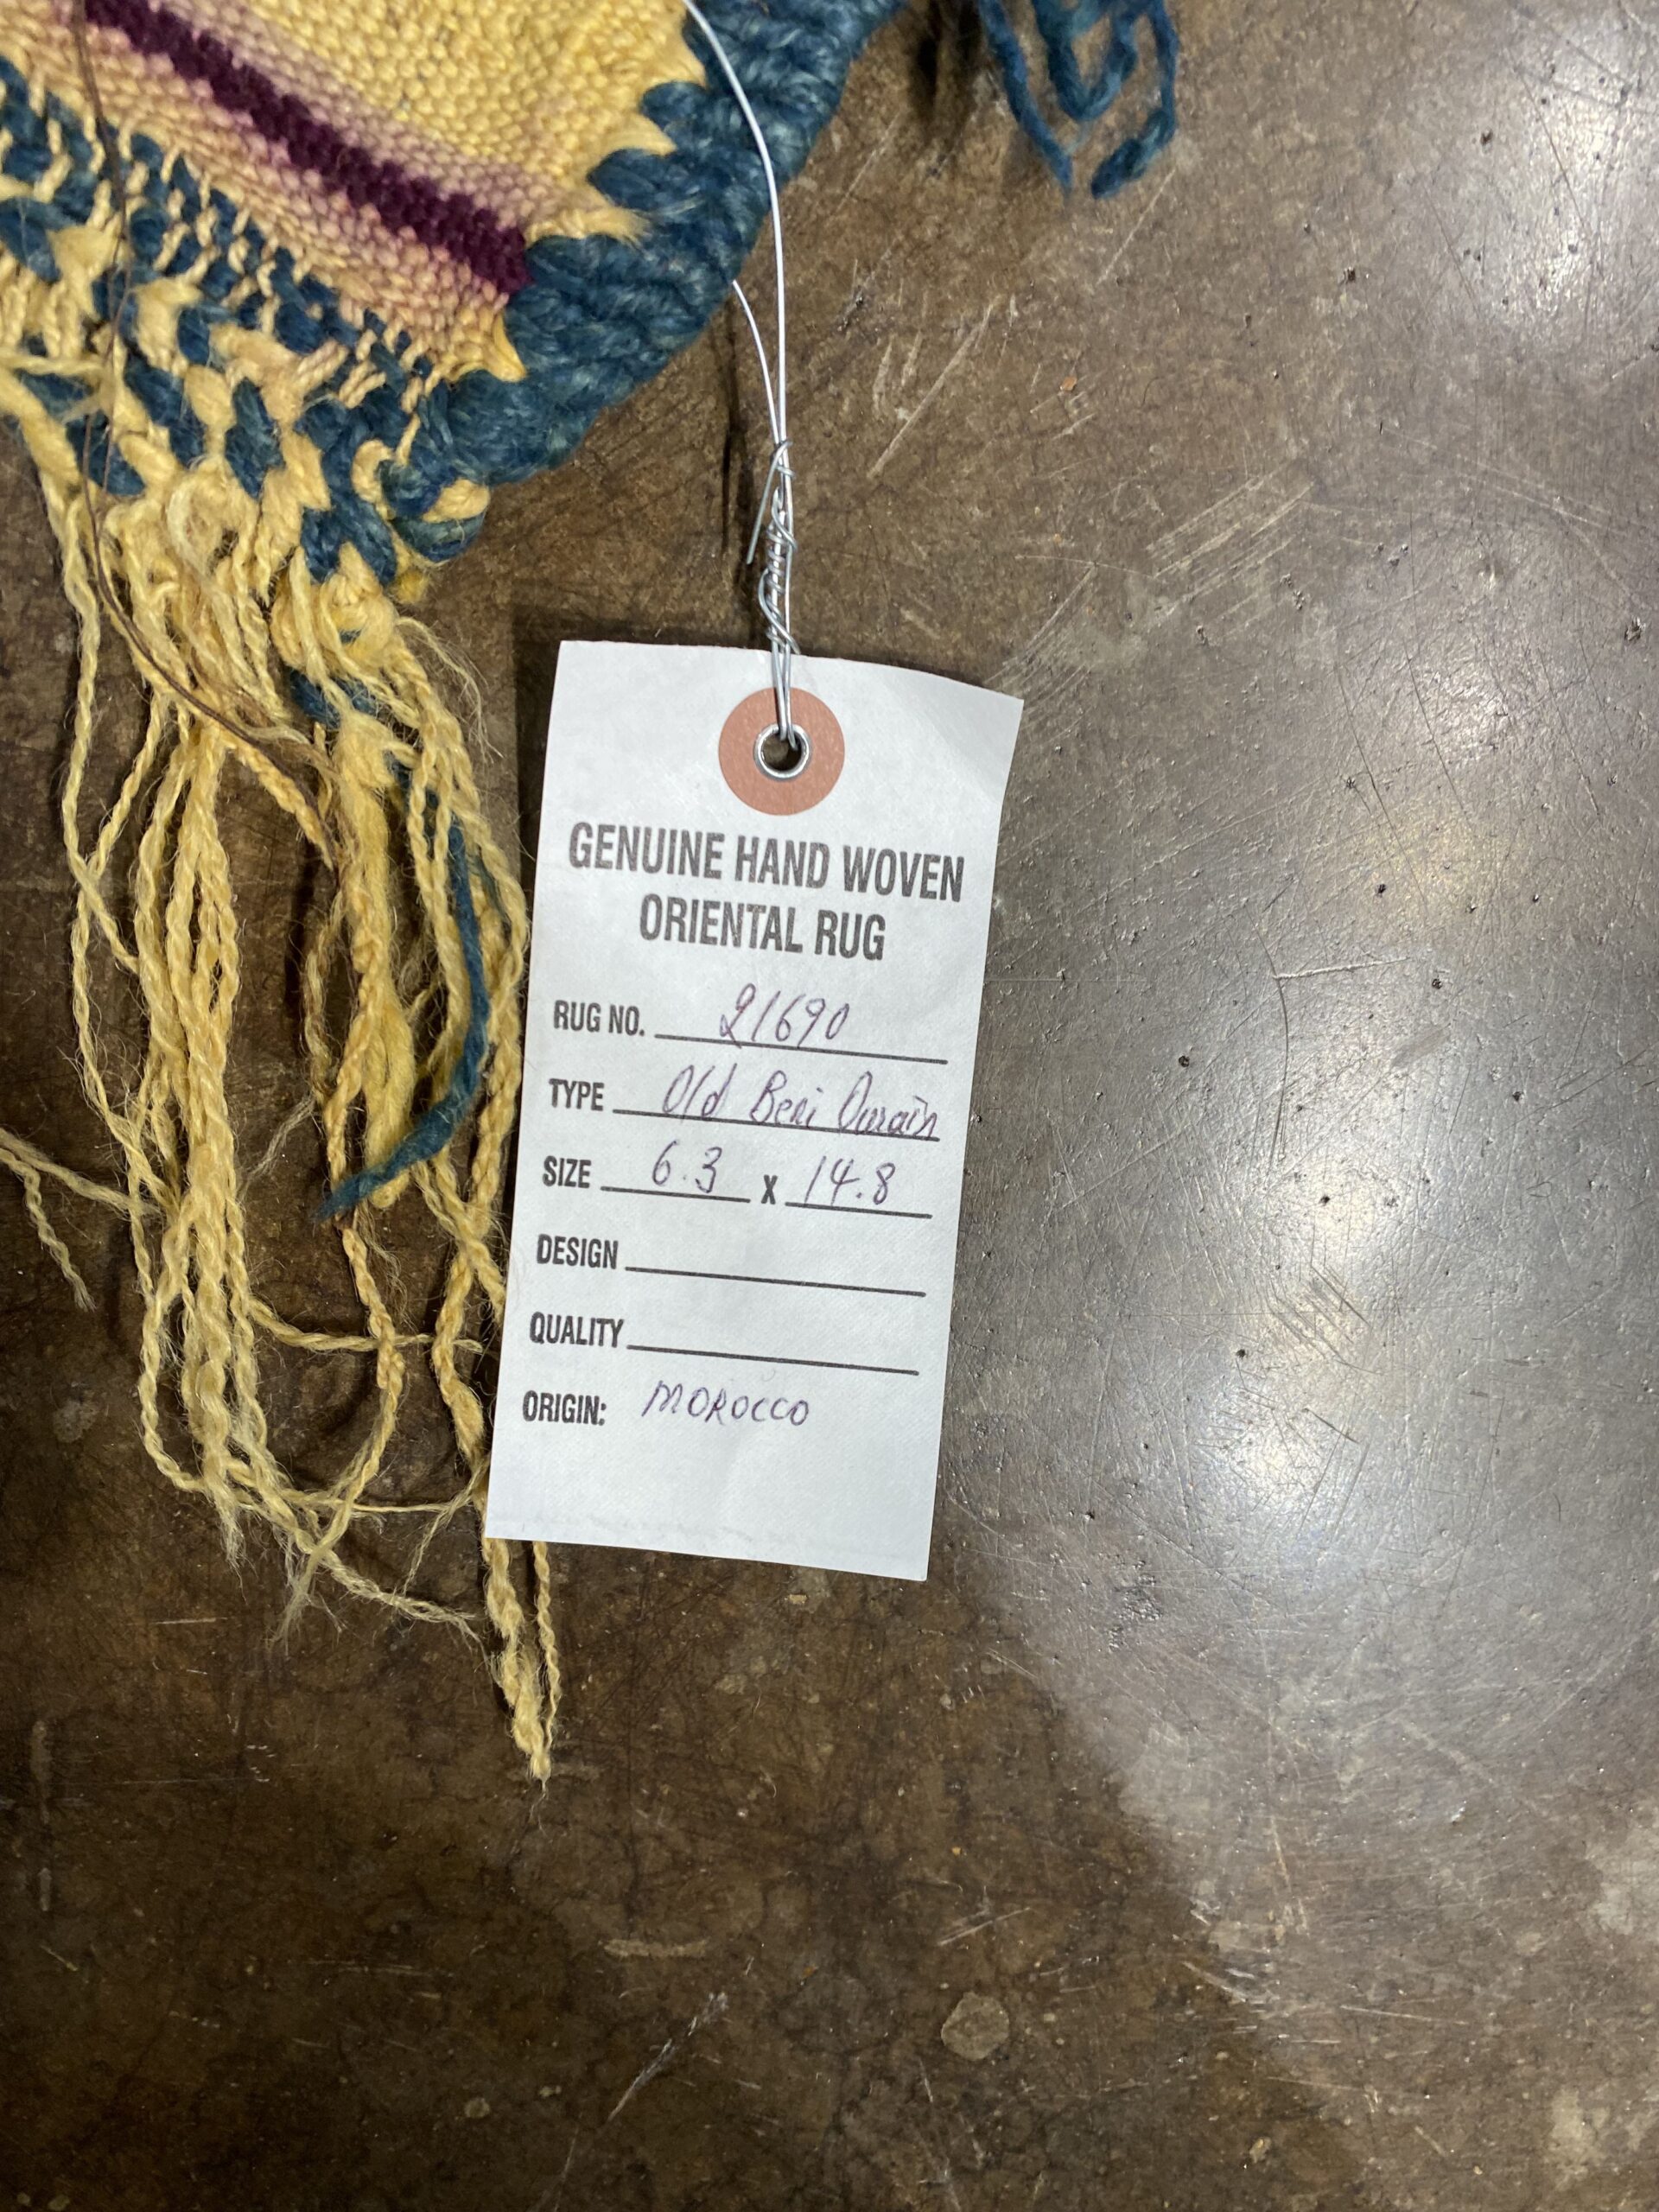 GENUINE HAND WOVEN
ORIENTAL RUG
RUG NO. 21690
TYPE Old Beni Ourain
SIZE 6.3 x 14.8
DESIGN
QUALITY
ORIGIN: MOROCCO